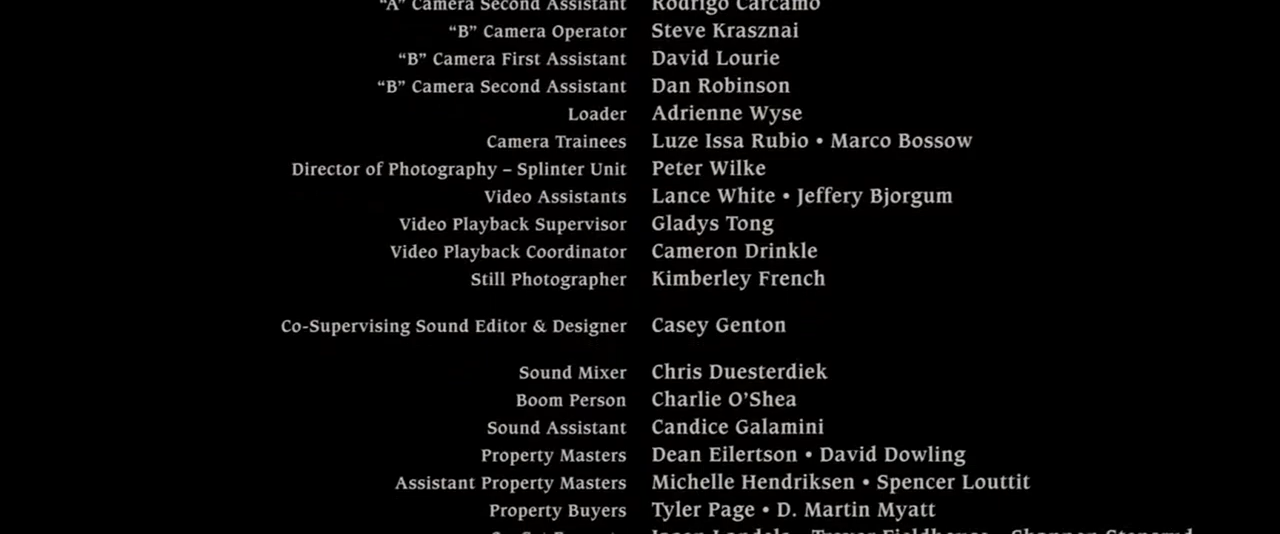 “A” Camera Second Assistant Rodrigo Carcamo
“B” Camera Operator Steve Krasznai
“B” Camera First Assistant David Lourie
“B” Camera Second Assistant Dan Robinson
Loader Adrienne Wyse
Camera Trainees Luze Issa Rubio • Marco Bossow
Director of Photography – Splinter Unit Peter Wilke
Video Assistants Lance White • Jeffery Bjorgum
Video Playback Supervisor Gladys Tong
Video Playback Coordinator Cameron Drinkle
Still Photographer Kimberley French
Co-Supervising Sound Editor & Designer Casey Genton
Sound Mixer Chris Duesterdiek
Boom Person Charlie O’Shea
Sound Assistant Candice Galamini
Property Masters Dean Eilertson • David Dowling
Assistant Property Masters Michelle Hendriksen • Spencer Louttit
Property Buyers Tyler Page • D. Martin Myatt